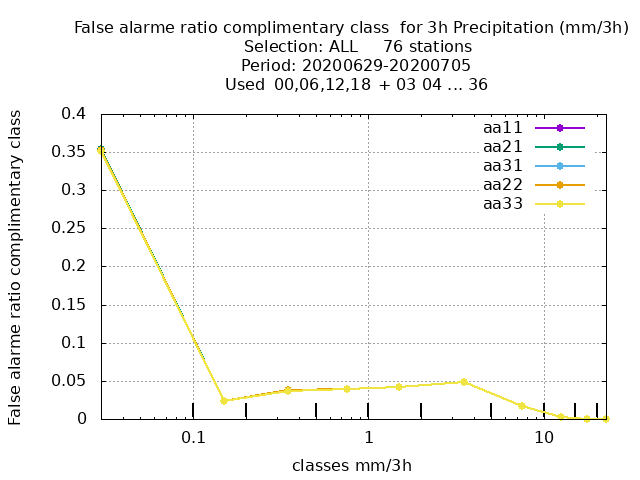 False alarme ratio complimentary class  for 3h Precipitation (mm/3h)
Selection: ALL     76 stations
Period: 20200629-20200705
Used  00,06,12,18  + 03 04 ... 36
False alarme ratio complimentary class
0.4
0.35
0.3
0.25
0.2
0.15
0.1
0.05
0
aa11
aa21
aa31
aa22
aa33
0.1
1
10
classes mm/3h